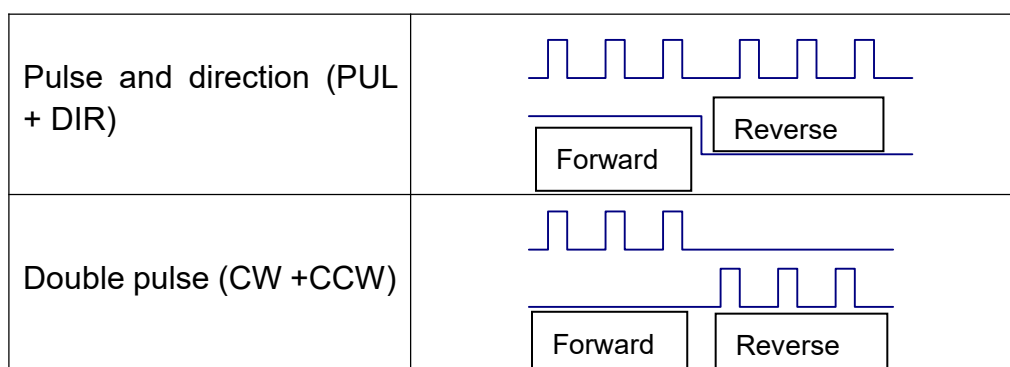 Pulse and direction (PUL
+ DIR)
Reverse
Forward
Double pulse (CW +CCW)
Forward
Reverse